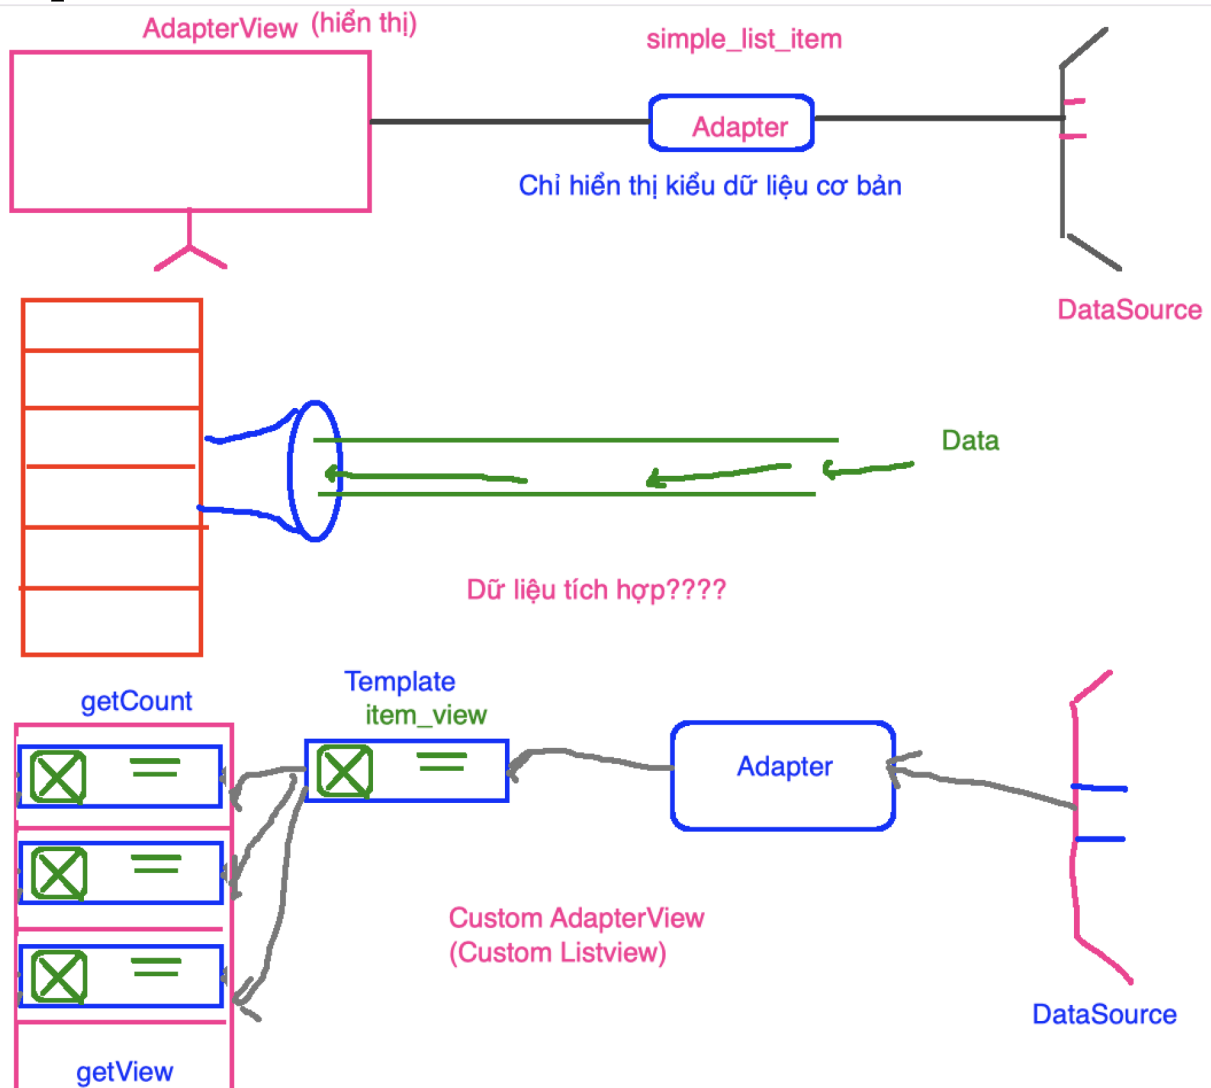 AdapterView (hiển thị)
simple_list_item
Adapter
Chỉ hiển thị kiểu dữ liệu cơ bản
DataSource
Data
Dữ liệu tích hợp????
getCount
Template
item_view
Adapter
Custom AdapterView
(Custom Listview)
DataSource
getView